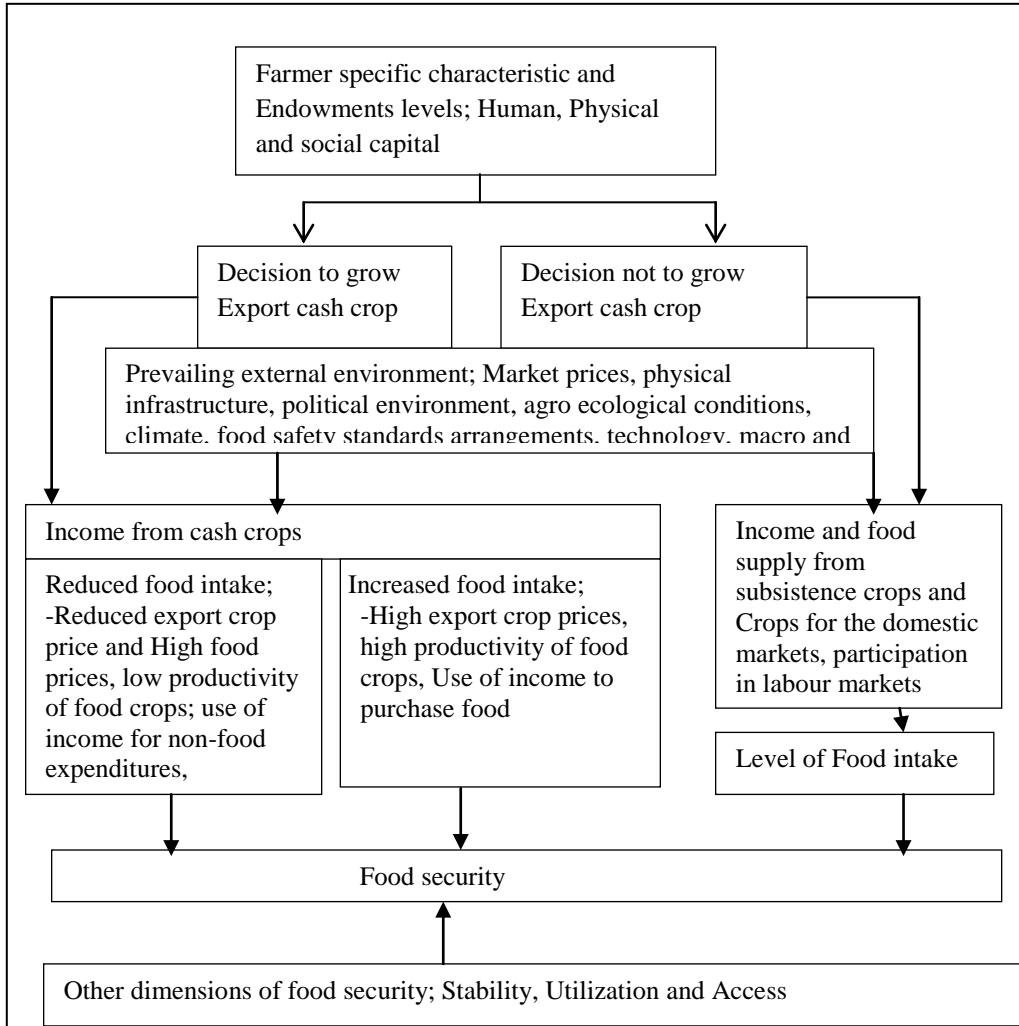 Farmer specific characteristic and
Endowments levels; Human, Physical
and social capital
Decision to grow
Export cash crop
Decision not to grow
Export cash crop
Prevailing external environment; Market prices, physical
infrastructure, political environment, agro ecological conditions,
climate, food safety standards arrangements, technology, macro and
Income from cash crops
Reduced food intake;
-Reduced export crop
price and High food
prices, low productivity
of food crops; use of
income for non-food
expenditures,
Increased food intake;
-High export crop prices,
high productivity of food
crops, Use of income to
purchase food
Income and food
supply from
subsistence crops and
Crops for the domestic
markets, participation
in labour markets
Level of Food intake
Food security
Other dimensions of food security; Stability, Utilization and Access